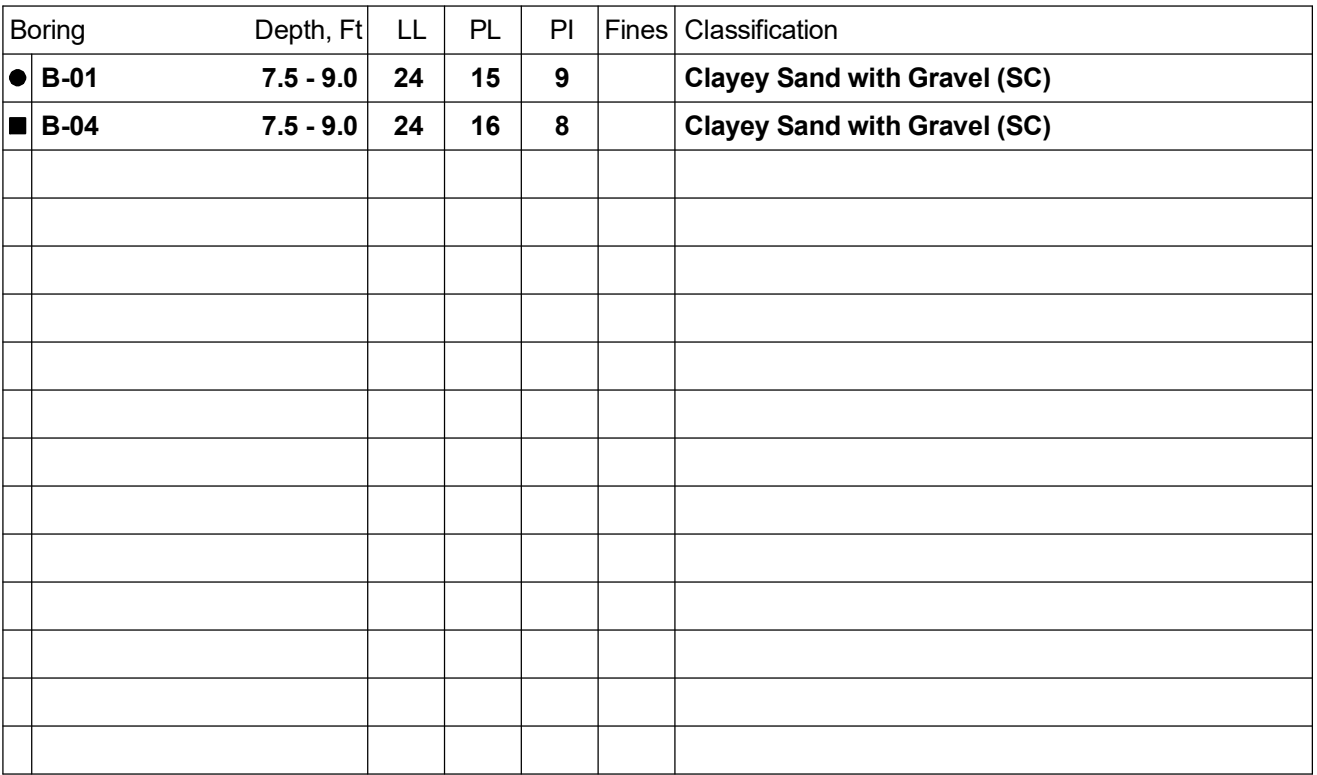 Boring Depth, Ft LL PL PI Fines Classification
B-01 7.5 - 9.0 24 15 9 Clayey Sand with Gravel (SC)
B-04 7.5 - 9.0 24 16 8 Clayey Sand with Gravel (SC)